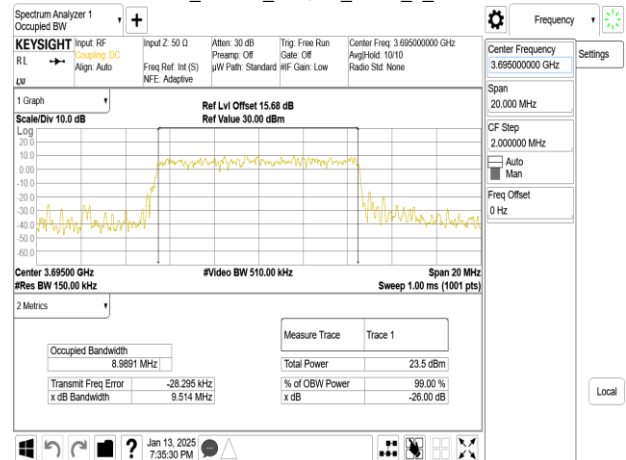 Spectrum Analyzer 1
Occupied BW
Frequency
KEYSIGHT
RL
LXI
Input: RF
Coupling: DC
Align: Auto
Input Z: 50 Ω
Freq Ref: Int (S)
NFE: Adaptive
Atten: 30 dB
Preamp: Off
µW Path: Standard
Trig: Free Run
Gate: Off
#IF Gain: Low
Center Freq: 3.695000000 GHz
Avg|Hold: 10/10
Radio Std: None
Center Frequency
3.695000000 GHz
Settings
Span
20.000 MHz
CF Step
2.000000 MHz
Auto
Man
Freq Offset
0 Hz
Local
1 Graph
Scale/Div 10.0 dB
Ref Lvl Offset 15.68 dB
Ref Value 30.00 dBm
Log
20.0
10.0
0.00
-10.0
-20.0
-30.0
-40.0
-50.0
-60.0
Center 3.69500 GHz
#Video BW 510.00 kHz
Span 20 MHz
#Res BW 150.00 kHz
Sweep 1.00 ms (1001 pts)
2 Metrics
Measure Trace Trace 1
Occupied Bandwidth
8.9891 MHz
Total Power 23.5 dBm
Transmit Freq Error -28.295 kHz
% of OBW Power 99.00 %
x dB Bandwidth 9.514 MHz
x dB -26.00 dB
?
Jan 13, 2025
7:35:30 PM